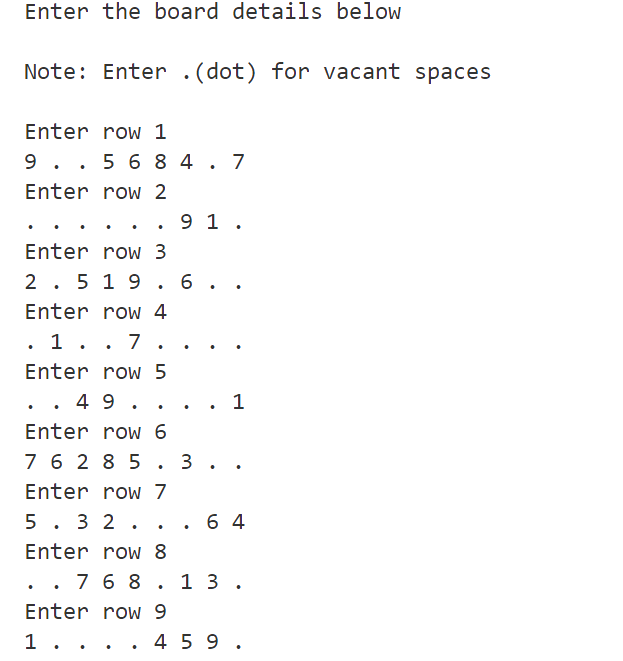 Enter the board details below
Note: Enter .(dot) for vacant spaces
Enter row 1
9 . . 5 6 8 4 . 7
Enter row 2
. . . . . . 9 1 .
Enter row 3
2 . 5 1 9 . 6 . .
Enter row 4
. 1 . . 7 . . . .
Enter row 5
. . 4 9 . . . . 1
Enter row 6
7 6 2 8 5 . 3 . .
Enter row 7
5 . 3 2 . . . 6 4
Enter row 8
. . 7 6 8 . 1 3 .
Enter row 9
1 . . . . 4 5 9 .